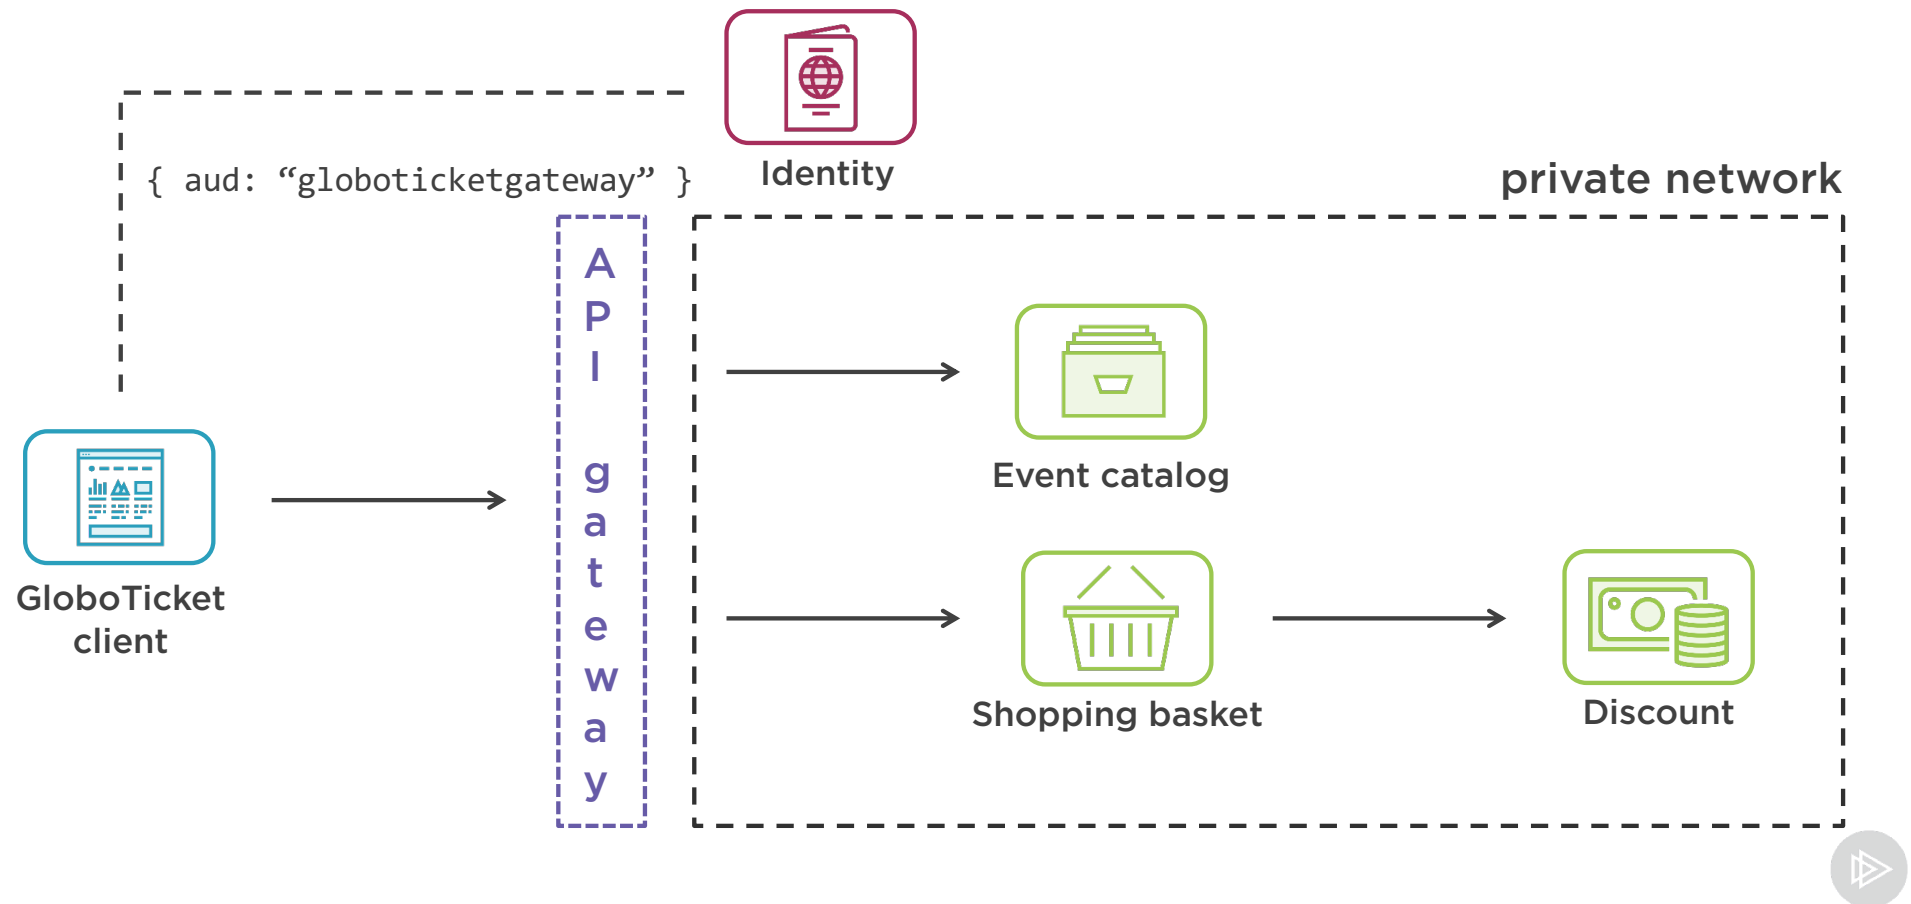 Identity
{ aud: “globoticketgateway” }
private network
API gateway
Event catalog
GloboTicket
client
Shopping basket
Discount